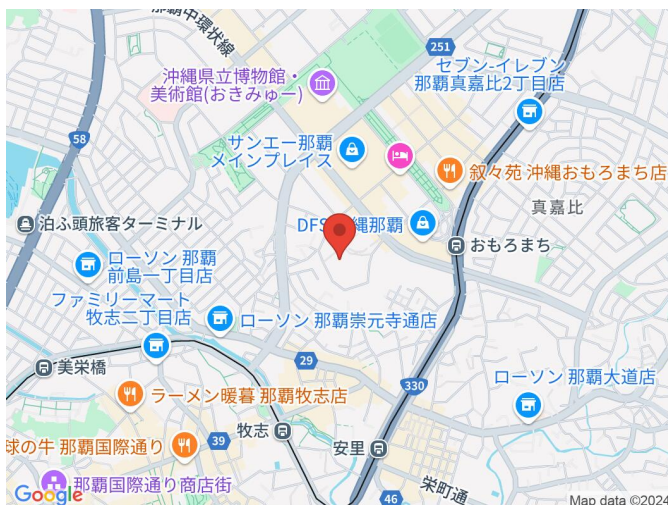 那覇中環状線
251
セブン-イレブン
那覇真嘉比2丁目店
沖縄県立博物館・
美術館(おきみゅー)
58
サンエー那覇
メインプレイス
叙々苑 沖縄おもろまち店
真嘉比
泊ふ頭旅客ターミナル
DFS
縄那覇
おもろまち
ローソン 那覇
前島一丁目店
ファミリーマート
牧志二丁目店
ローソン 那覇崇元寺通店
29
美栄橋
330
ローソン 那覇大道店
ラーメン暖暮 那覇牧志店
牧志
39
安里
球の牛 那覇国際通り
栄町通
那覇国際通り商店街
46
Google
Map data ©2024